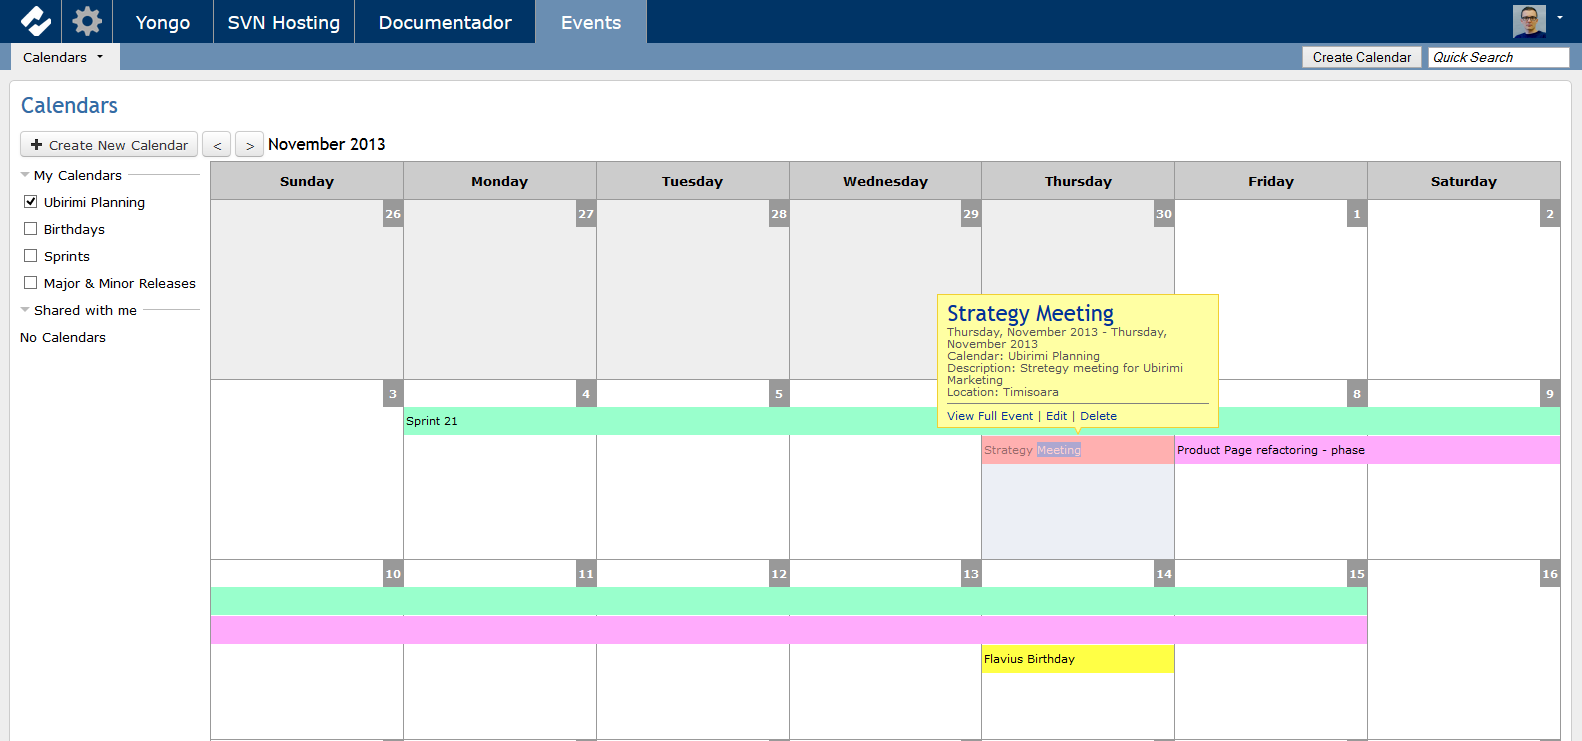 Yongo SVN Hosting Documentador Events
Calendars Create Calendar Quick Search
Calendars
Create New Calendar < > November 2013
My Calendars
Ubirimi Planning
Birthdays
Sprints
Major & Minor Releases
Shared with me
No Calendars
Sunday Monday Tuesday Wednesday Thursday Friday Saturday
26 27 28 29 30 1 2
Strategy Meeting
Thursday, November 2013 - Thursday,
November 2013
Calendar: Ubirimi Planning
Description: Stretegy meeting for Ubirimi
Marketing
Location: Timisoara
View Full Event | Edit | Delete
3 4 5 8 9
Sprint 21
Strategy Meeting Product Page refactoring - phase
10 11 12 13 14 15 16
Flavius Birthday